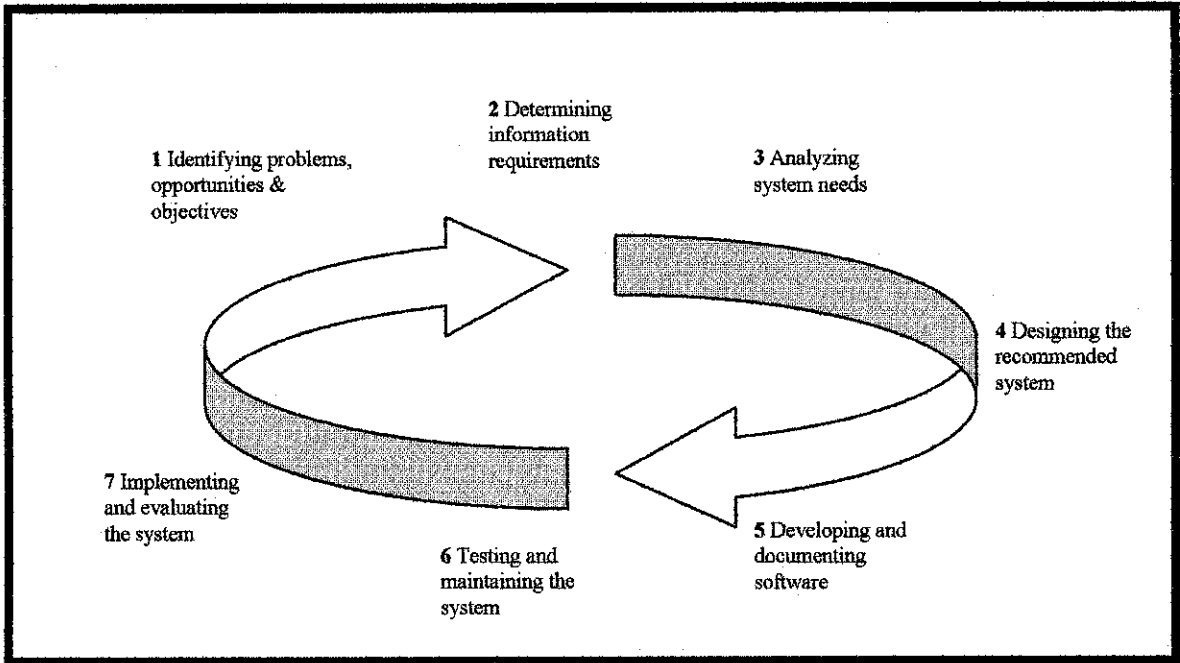 1 Identifying problems,
opportunities &
objectives
2 Determining
information
requirements
3 Analyzing
system needs
4 Designing the
recommended
system
5 Developing and
documenting
software
6 Testing and
maintaining the
system
7 Implementing
and evaluating
the system